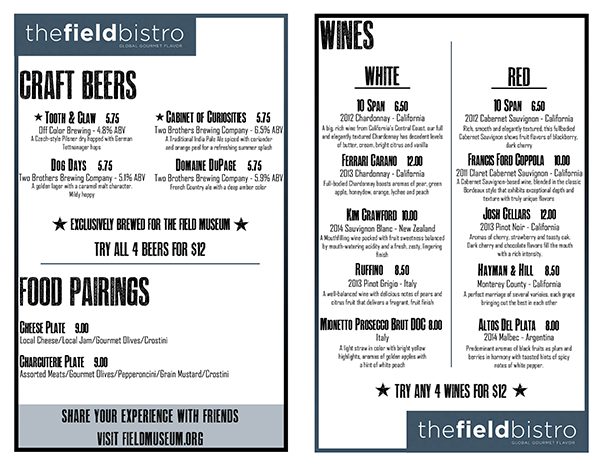 thefieldbistro
GLOBAL GOURMET FLAVOR
CRAFT BEERS
★ TOOTH & CLAW 5.75
Off Color Brewing - 4.8% ABV
A Czech-style Pilsner dry hopped with German
Tettnanager hops
★ CABINET OF CURIOSITIES 5.75
Two Brothers Brewing Company - 6.5% ABV
A Traditional India Pale Ale spiced with coriander
and orange peel for a refreshing summer splash
DOG DAYS 5.75
Two Brothers Brewing Company - 5.1% ABV
A golden lager with a caramel malt character.
Mildly hoppy
DOMAINE DUPAGE 5.75
Two Brothers Brewing Company - 5.9% ABV
French Country ale with a deep amber color
★ EXCLUSIVELY BREWED FOR THE FIELD MUSEUM ★
TRY ALL 4 BEERS FOR $12
FOOD PAIRINGS
CHEESE PLATE 9.00
Local Cheese/Local Jam/Gourmet Olives/Crostini
CHARCUTERIE PLATE 9.00
Assorted Meats/Gourmet Olives/Pepperoncini/Grain Mustard/Crostini
SHARE YOUR EXPERIENCE WITH FRIENDS
VISIT FIELDMUSEUM.ORG
WINES
WHITE
10 SPAN 6.50
2012 Chardonnay - California
A big, rich wine from California's Central Coast, our full
and elegantly textured Chardonnay has decadent levels
of butter, cream, bright citrus and vanilla
FERRARI CARANO 12.00
2013 Chardonnay - California
Full-bodied Chardonnay boasts aromas of pear, green
apple, honeydew, orange, lychee and peach
KIM CRAWFORD 10.00
2014 Sauvignon Blanc - New Zealand
A Mouthfilling wine packed with fruit sweetness balanced
by mouth-watering acidity and a fresh, zesty, lingering
finish
RUFFINO 8.50
2013 Pinot Grigio - Italy
A well-balanced wine with delicious notes of pears and
citrus fruit that delivers a fragrant, fruit finish
MIONETTO PROSECCO BRUT DOC 8.00
Italy
A light straw in color with bright yellow
highlights, aromas of golden apples with
a hint of white peach
RED
10 SPAN 6.50
2012 Cabernet Sauvignon - California
Rich, smooth and elegantly textured, this fullbodied
Cabernet Sauvignon shows fruit flavors of blackberry,
dark cherry
FRANCIS FORD COPPOLA 10.00
2011 Claret Cabernet Sauvignon - California
A Cabernet Sauvignon-based wine, blended in the classic
Bordeaux style that exhibits exceptional depth and
texture with truly unique flavors
JOSH CELLARS 12.00
2013 Pinot Noir - California
Aromas of cherry, strawberry and toasty oak.
Dark cherry and chocolate flavors fill the mouth
with a rich intensity.
HAYMAN & HILL 8.50
Monterey County - California
A perfect marriage of several varieties, each grape
bringing out the best in each other
ALTOS DEL PLATA 8.00
2014 Malbec - Argentina
Predominant aromas of black fruits as plum and
berries in harmony with toasted hints of spicy
notes of white pepper.
★ TRY ANY 4 WINES FOR $12 ★
thefieldbistro
GLOBAL GOURMET FLAVOR